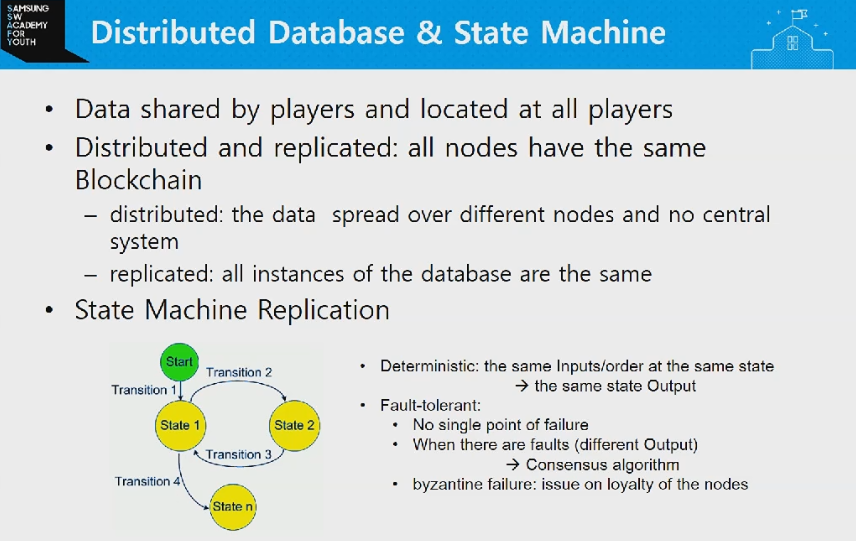 SAMSUNG
SW
ACADEMY
FOR
YOUTH
Distributed Database & State Machine
• Data shared by players and located at all players
• Distributed and replicated: all nodes have the same
Blockchain
– distributed: the data spread over different nodes and no central
system
– replicated: all instances of the database are the same
• State Machine Replication
Start
Transition 2
Transition 1
State 1
State 2
Transition 3
Transition 4
State n
• Deterministic: the same Inputs/order at the same state
→ the same state Output
• Fault-tolerant:
• No single point of failure
• When there are faults (different Output)
→ Consensus algorithm
• byzantine failure: issue on loyalty of the nodes